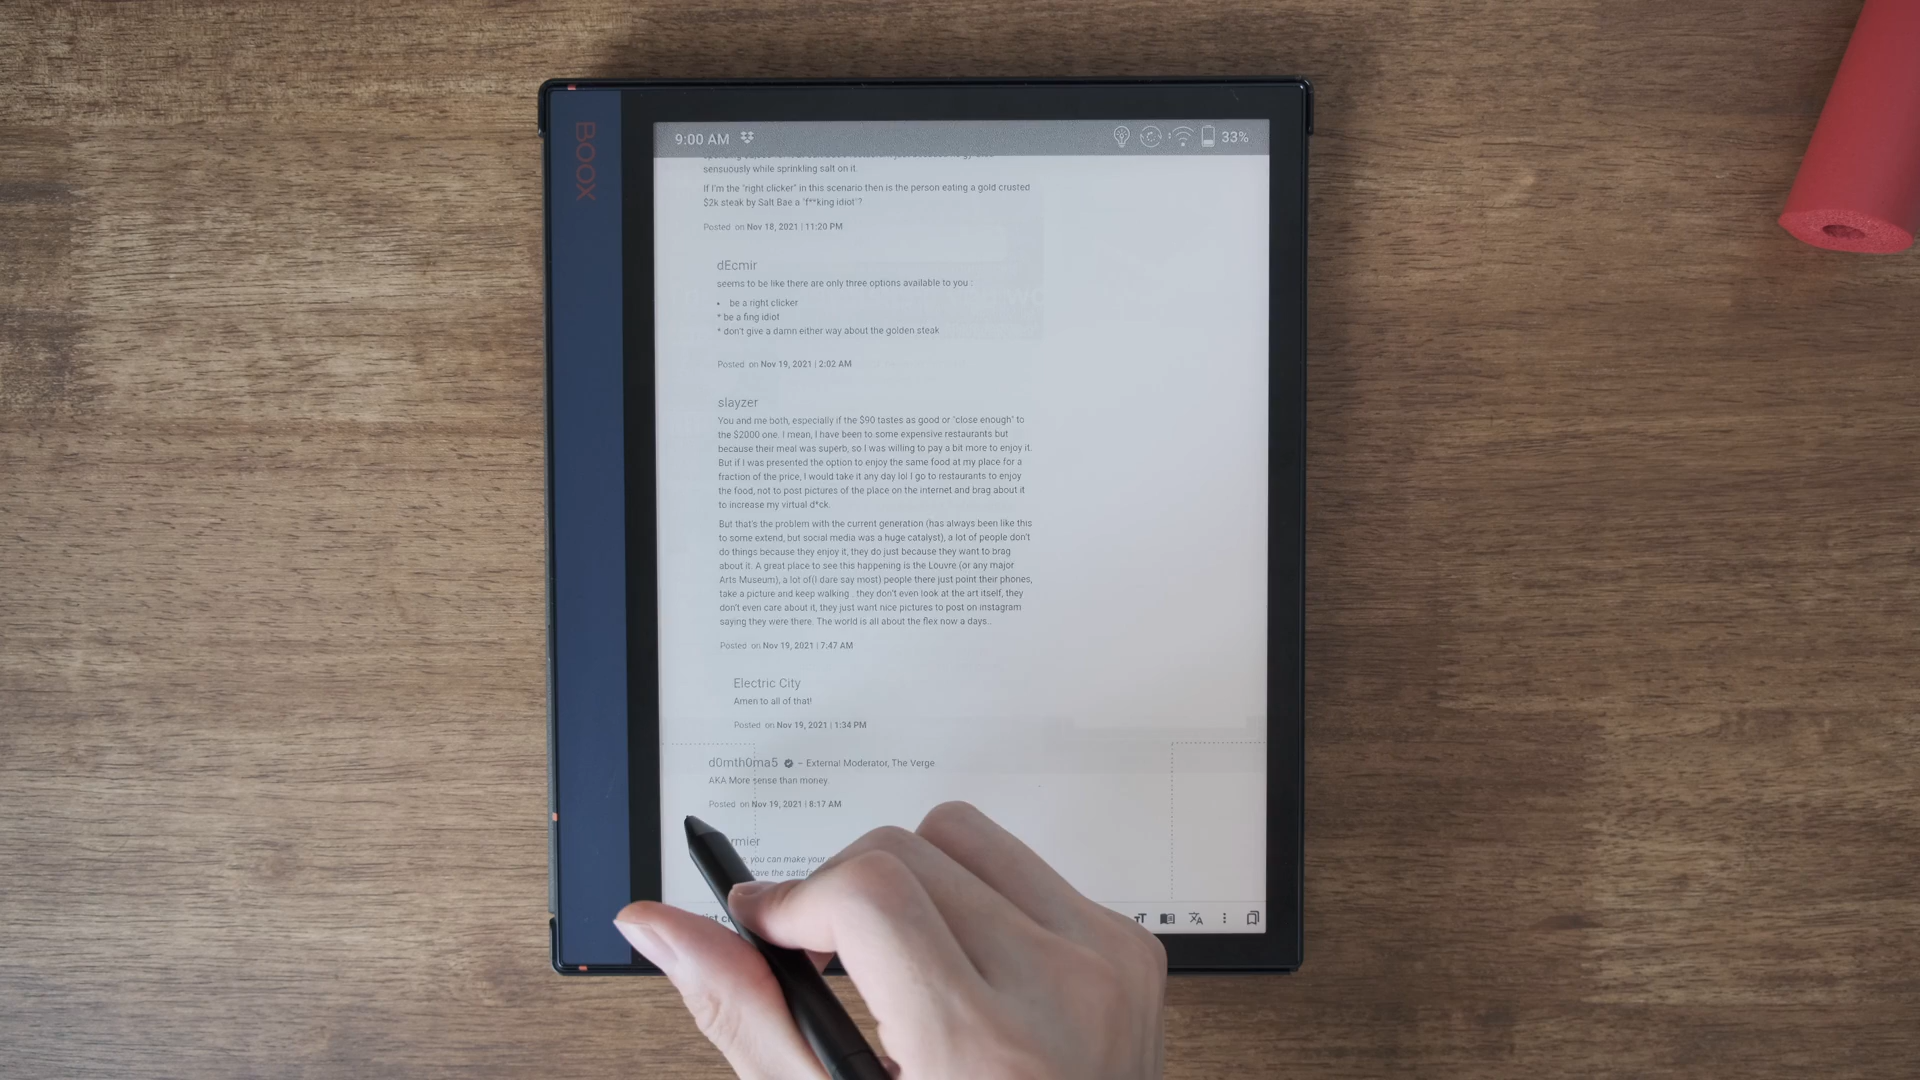 BOOX
9:00 AM
33%
sensuously while sprinkling salt on it.
If I'm the "right clicker" in this scenario then is the person eating a gold crusted
$2k steak by Salt Bae a "f**king idiot"?
Posted on Nov 18, 2021 | 11:20 PM
dEcmir
seems to be like there are only three options available to you :
• be a right clicker
* be a fing idiot
* don't give a damn either way about the golden steak
Posted on Nov 19, 2021 | 2:02 AM
slayzer
You and me both, especially if the $90 tastes as good or "close enough" to
the $2000 one. I mean, I have been to some expensive restaurants but
because their meal was superb, so I was willing to pay a bit more to enjoy it.
But if I was presented the option to enjoy the same food at my place for a
fraction of the price, I would take it any day lol I go to restaurants to enjoy
the food, not to post pictures of the place on the internet and brag about it
to increase my virtual d*ck.
But that's the problem with the current generation (has always been like this
to some extend, but social media was a huge catalyst), a lot of people don't
do things because they enjoy it, they do just because they want to brag
about it. A great place to see this happening is the Louvre (or any major
Arts Museum), a lot of(I dare say most) people there just point their phones,
take a picture and keep walking.. they don't even look at the art itself, they
don't even care about it, they just want nice pictures to post on instagram
saying they were there. The world is all about the flex now a days..
Posted on Nov 19, 2021 | 7:47 AM
Electric City
Amen to all of that!
Posted on Nov 19, 2021 | 1:34 PM
d0mth0ma5 – External Moderator, The Verge
AKA More sense than money.
Posted on Nov 19, 2021 | 8:17 AM
you can make your
have the